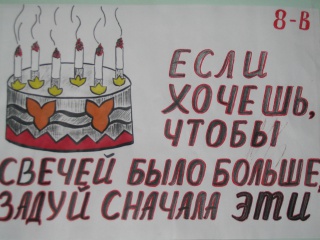 8-В
ЕСЛИ
ХОЧЕШЬ,
ЧТОБЫ
СВЕЧЕЙ БЫЛО БОЛЬШЕ,
ЗАДУЙ СНАЧАЛА ЭТИ